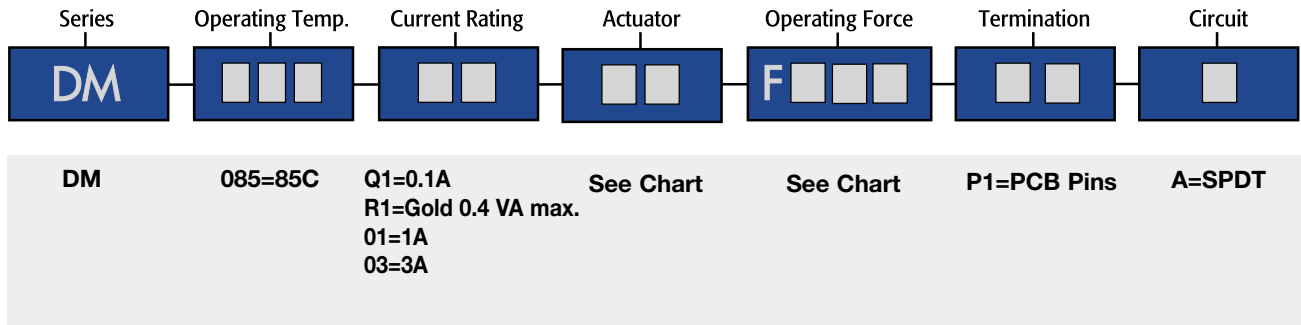 Series Operating Temp. Current Rating Actuator Operating Force Termination Circuit
DM F
DM 085=85C Q1=0.1A See Chart See Chart P1=PCB Pins A=SPDT
R1=Gold 0.4 VA max.
01=1A
03=3A